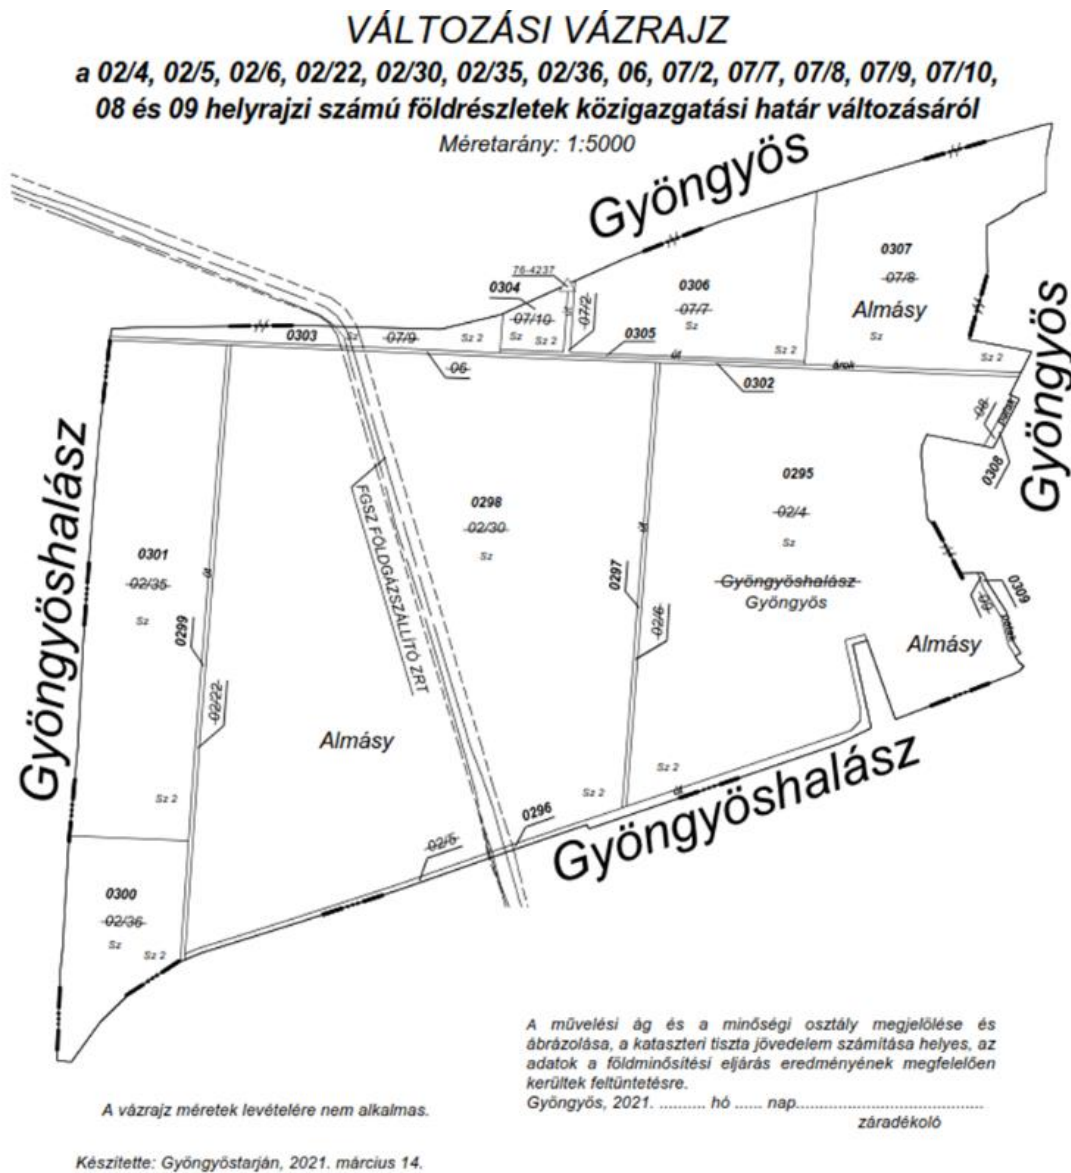 VÁLTOZÁSI VÁZRAJZ
a 02/4, 02/5, 02/6, 02/22, 02/30, 02/35, 02/36, 06, 07/2, 07/7, 07/8, 07/9, 07/10,
08 és 09 helyrajzi számú földrészletek közigazgatási határ változásáról
Méretarány: 1:5000
Gyöngyös
76-4237
0304
0306
0307
07/10
07/2
07/7
07/8
Almásy
út
Sz
Sz
0303
Sz
07/9
Sz 2
Sz
Sz 2
0305
Sz 2
Sz 2
06
út
árok
0302
Gyöngyös
08
patak
0308
Gyöngyöshalász
FGSZ FÖLDGÁZSZÁLLÍTÓ ZRT
0298
02/30
Sz
0295
02/4
Sz
út
0301
02/35
Sz
út
0299
02/22
0297
02/6
Gyöngyöshalász
Gyöngyös
09
0309
patak
Almásy
Almásy
Sz 2
Sz 2
Sz 2
út
0296
02/5
Gyöngyöshalász
0300
02/36
Sz
Sz 2
A művelési ág és a minőségi osztály megjelölése és
ábrázolása, a kataszteri tiszta jövedelem számítása helyes, az
adatok a földminősítési eljárás eredményének megfelelően
kerültek feltüntetésre.
Gyöngyös, 2021. .......... hó ...... nap.....................................
záradékoló
A vázrajz méretek levételére nem alkalmas.
Készítette: Gyöngyöstarján, 2021. március 14.